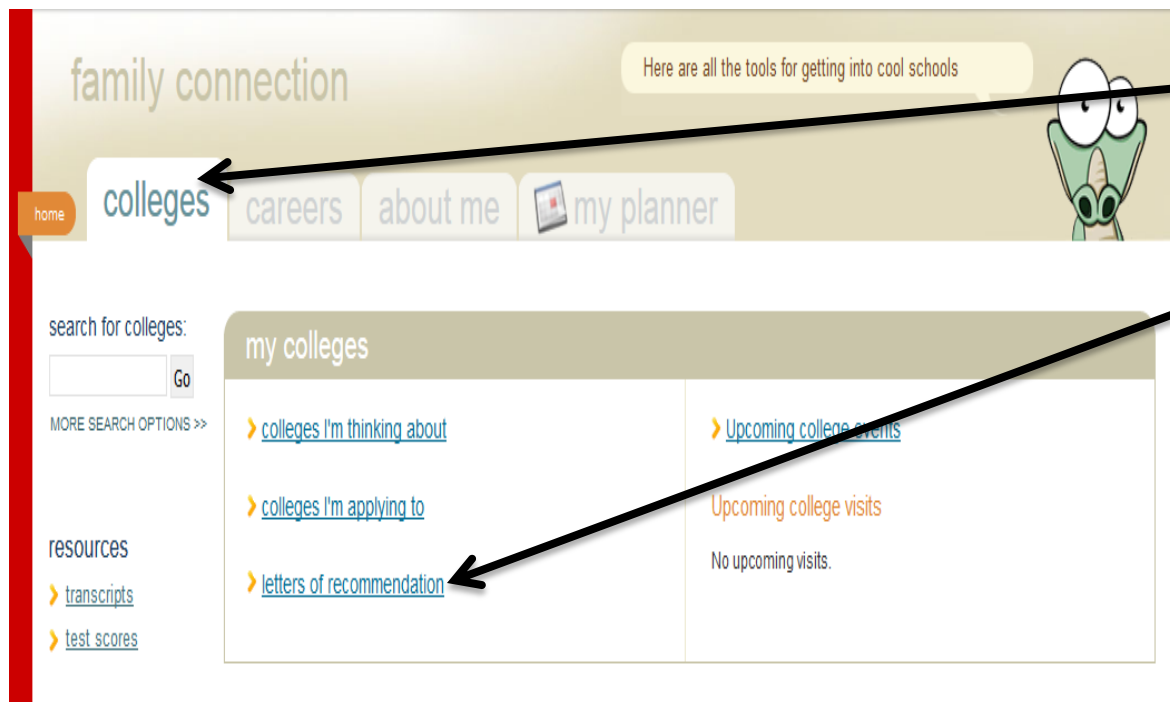 family connection
Here are all the tools for getting into cool schools
home
colleges
careers
about me
my planner
search for colleges:
Go
MORE SEARCH OPTIONS >>
resources
transcripts
test scores
my colleges
colleges I'm thinking about
colleges I'm applying to
letters of recommendation
Upcoming college events
Upcoming college visits
No upcoming visits.